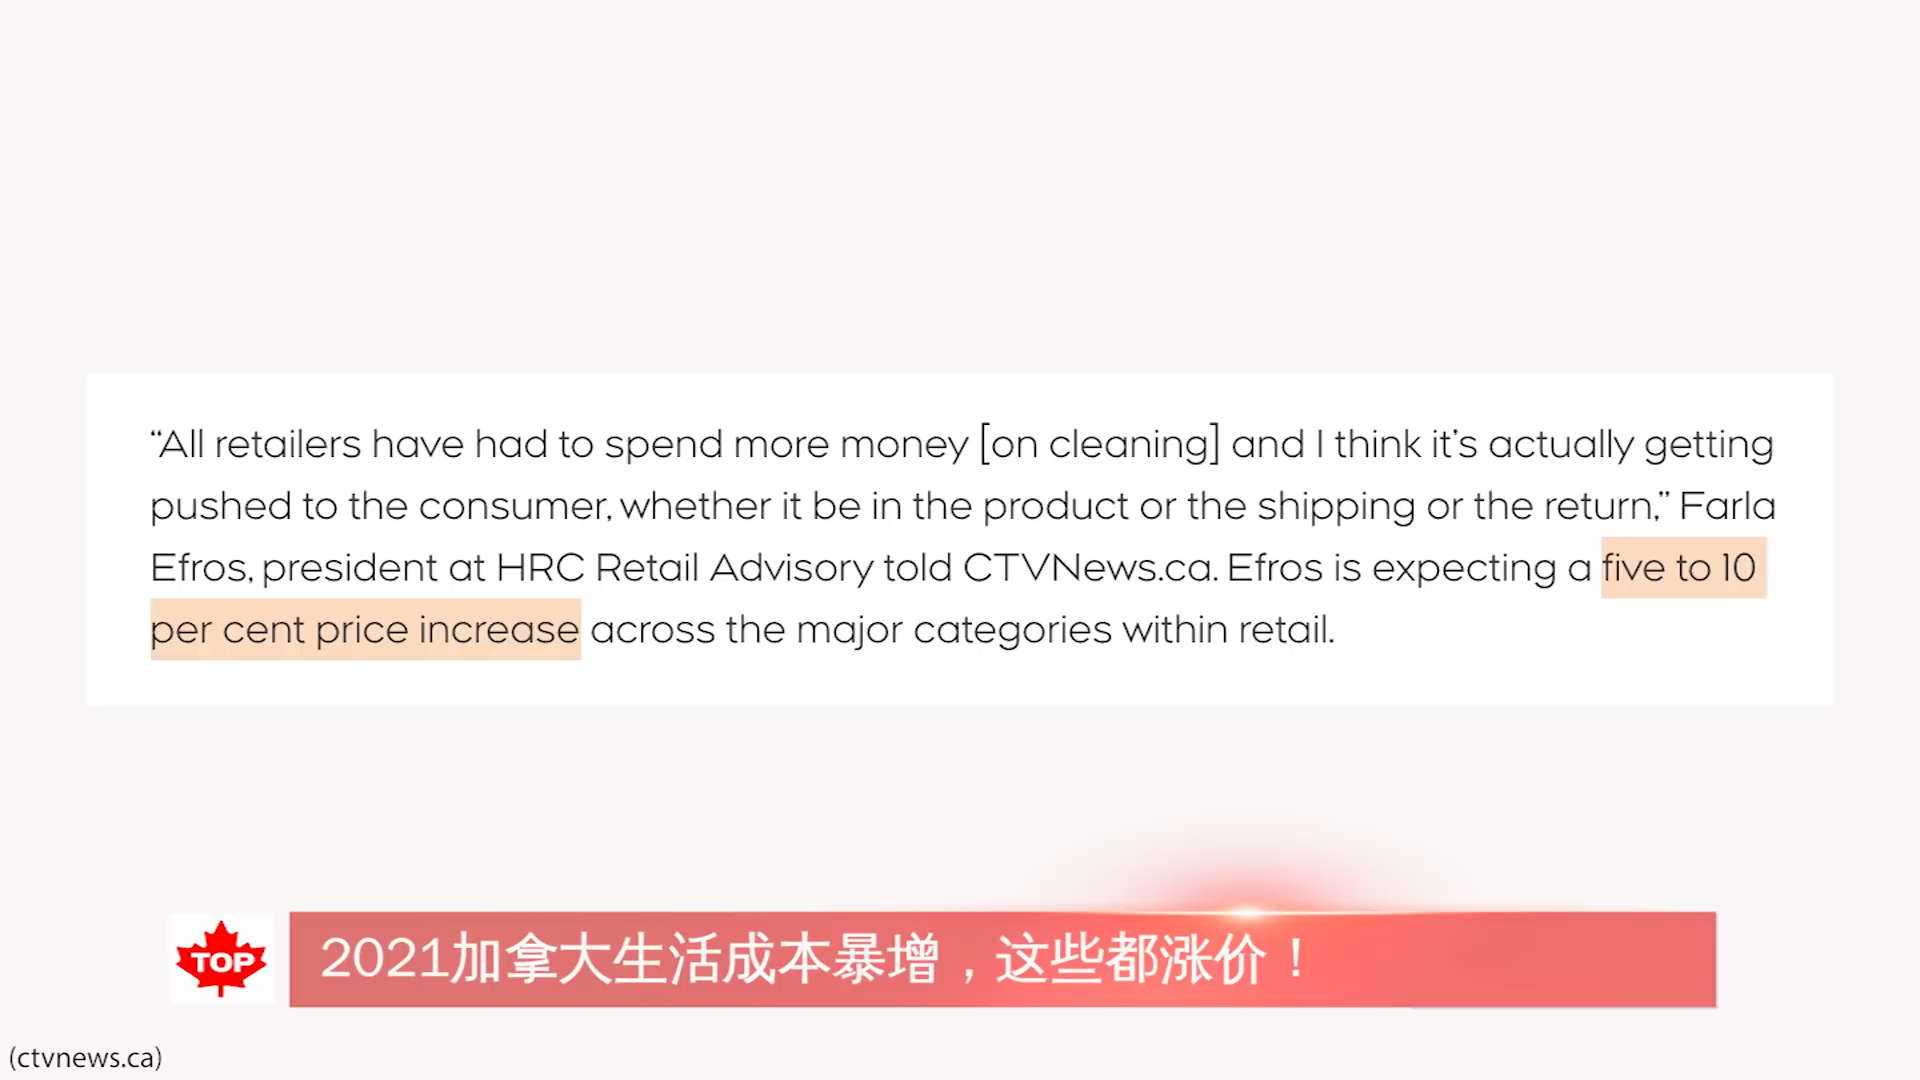 “All retailers have had to spend more money [on cleaning] and I think it’s actually getting
pushed to the consumer, whether it be in the product or the shipping or the return,” Farla
Efros, president at HRC Retail Advisory told CTVNews.ca. Efros is expecting a five to 10
per cent price increase across the major categories within retail.
TOP
2021加拿大生活成本暴增，这些都涨价！
(ctvnews.ca)